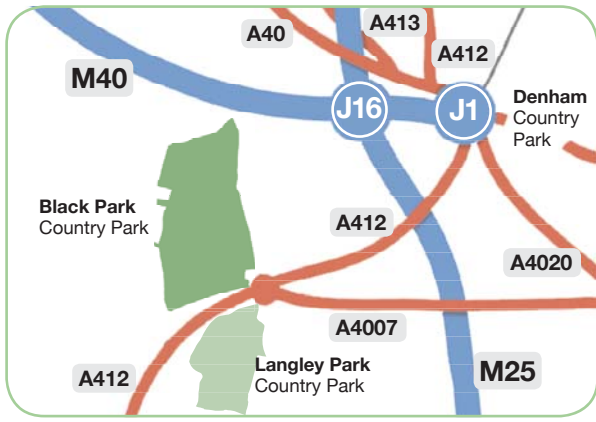 A40
A413
A412
M40
J16
J1
Denham
Country
Park
Black Park
Country Park
A412
A4020
A4007
Langley Park
Country Park
M25
A412